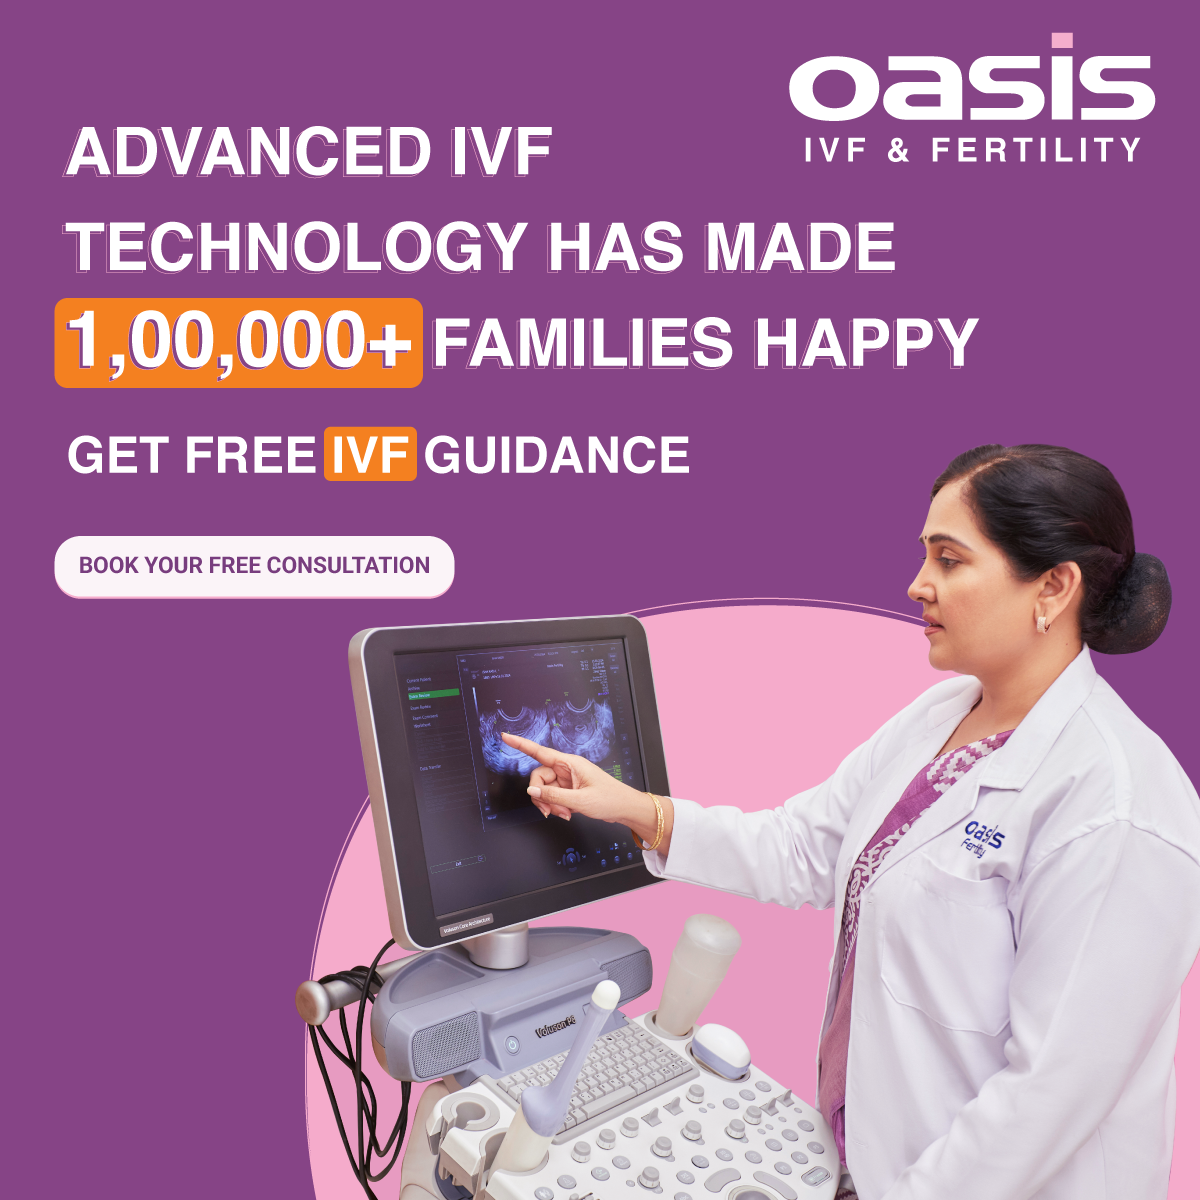 oasis
IVF & FERTILITY
ADVANCED IVF
TECHNOLOGY HAS MADE
1,00,000+ FAMILIES HAPPY
GET FREE IVF GUIDANCE
BOOK YOUR FREE CONSULTATION
oasis
Fertility